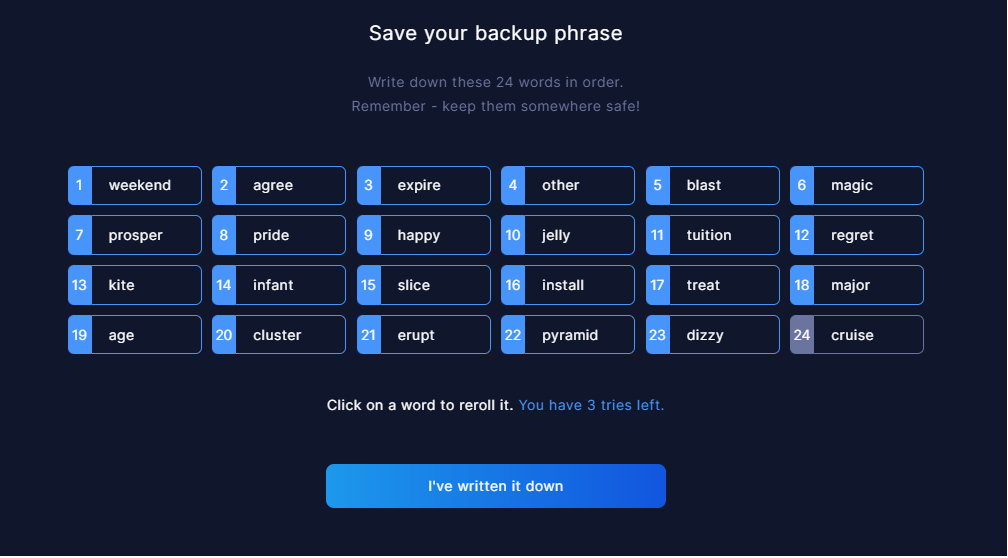 Save your backup phrase
Write down these 24 words in order.
Remember - keep them somewhere safe!
1 weekend 2 agree 3 expire 4 other 5 blast 6 magic
7 prosper 8 pride 9 happy 10 jelly 11 tuition 12 regret
13 kite 14 infant 15 slice 16 install 17 treat 18 major
19 age 20 cluster 21 erupt 22 pyramid 23 dizzy 24 cruise
Click on a word to reroll it. You have 3 tries left.
I've written it down